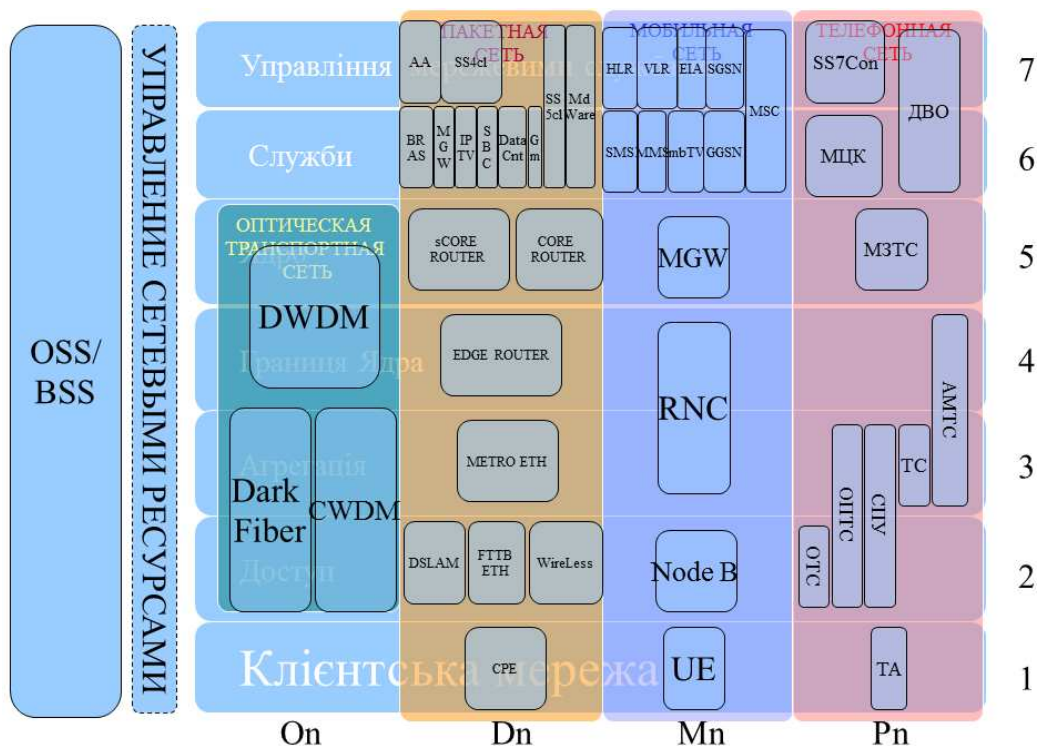 OSS/
BSS
УПРАВЛЕНИЕ СЕТЕВЫМИ РЕСУРСАМИ
ПАКЕТНАЯ
СЕТЬ
МОБИЛЬНАЯ
СЕТЬ
ТЕЛЕФОННАЯ
СЕТЬ
Управління мережевими
AA
SS4cl
SS
5cl
Md
Ware
HLR
VLR
EIA
SGSN
MSC
SS7Con
ДВО
7
Служби
BR
AS
M
G
W
IP
TV
S
B
C
Data
Cnt
G
m
SMS
MMS
mbTV
GGSN
МЦК
6
ОПТИЧЕСКАЯ
ТРАНСПОРТНАЯ
СЕТЬ
Ядро
sCORE
ROUTER
CORE
ROUTER
MGW
МЗТС
5
DWDM
Границя Ядра
EDGE ROUTER
RNC
АМТС
4
Агрегація
Dark
Fiber
CWDM
METRO ETH
ОПТС
СПУ
ТС
3
Доступ
DSLAM
FTTB
ETH
WireLess
Node B
ОТС
2
Клієнтська мережа
CPE
UE
ТА
1
On
Dn
Mn
Pn